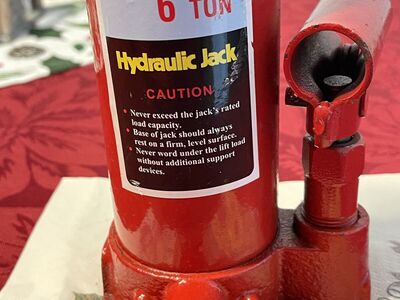 6 TON
Hydraulic Jack
CAUTION
• Never exceed the jack's rated
load capacity.
• Base of jack should always
rest on a firm, level surface.
• Never word under the lift load
without additional support
devices.